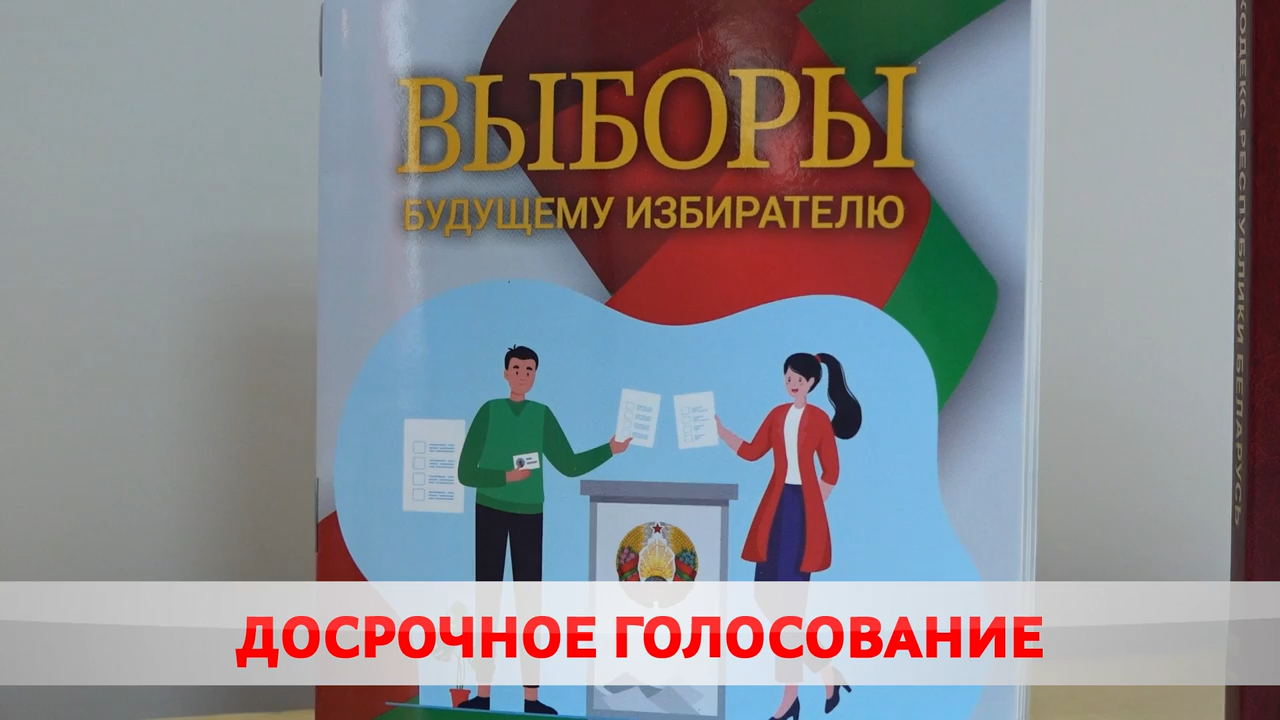 ВЫБОРЫ
БУДУЩЕМУ ИЗБИРАТЕЛЮ
КОДЕКС РЕСПУБЛИКИ БЕЛАРУСЬ
ДОСРОЧНОЕ ГОЛОСОВАНИЕ